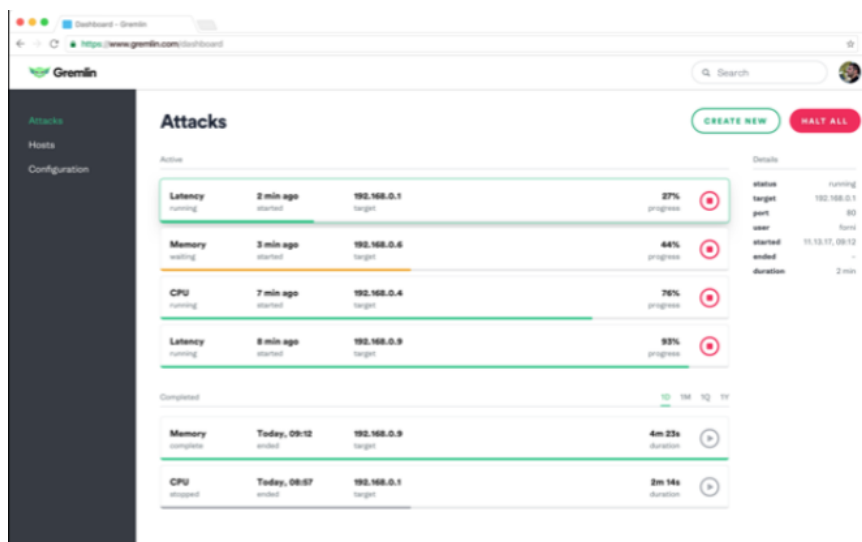 Dashboard - Gremlin
https://www.gremlin.com/dashboard
Gremlin
Search
Attacks
Hosts
Configuration
Attacks
CREATE NEW
HALT ALL
Active
Latency 2 min ago 192.168.0.1 27%
running started target progress
Memory 3 min ago 192.168.0.6 44%
waiting started target progress
CPU 7 min ago 192.168.0.4 76%
running started target progress
Latency 8 min ago 192.168.0.9 93%
running started target progress
Completed 1D 1M 1Q 1Y
Memory Today, 09:12 192.168.0.9 4m 23s
complete ended target duration
CPU Today, 08:57 192.168.0.1 2m 14s
stopped ended target duration
Details
status running
target 192.168.0.1
port 80
user forni
started 11.13.17, 09:12
ended –
duration 2 min